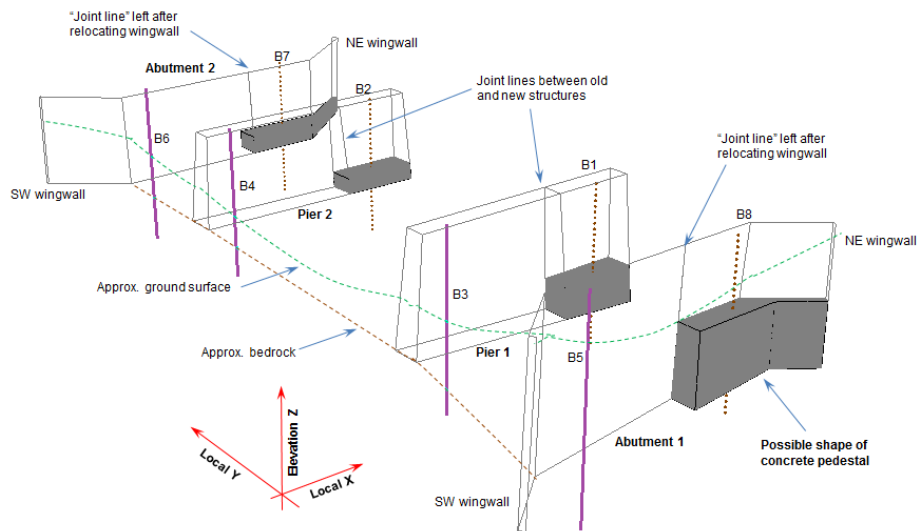 “Joint line” left after
relocating wingwall
NE wingwall
B7
Abutment 2
B2
Joint lines between old
and new structures
“Joint line” left after
relocating wingwall
B6
B1
B4
B8
SW wingwall
Pier 2
NE wingwall
Approx. ground surface
B3
Approx. bedrock
Pier 1
B5
Elevation Z
Local Y
Local X
Abutment 1
Possible shape of
concrete pedestal
SW wingwall